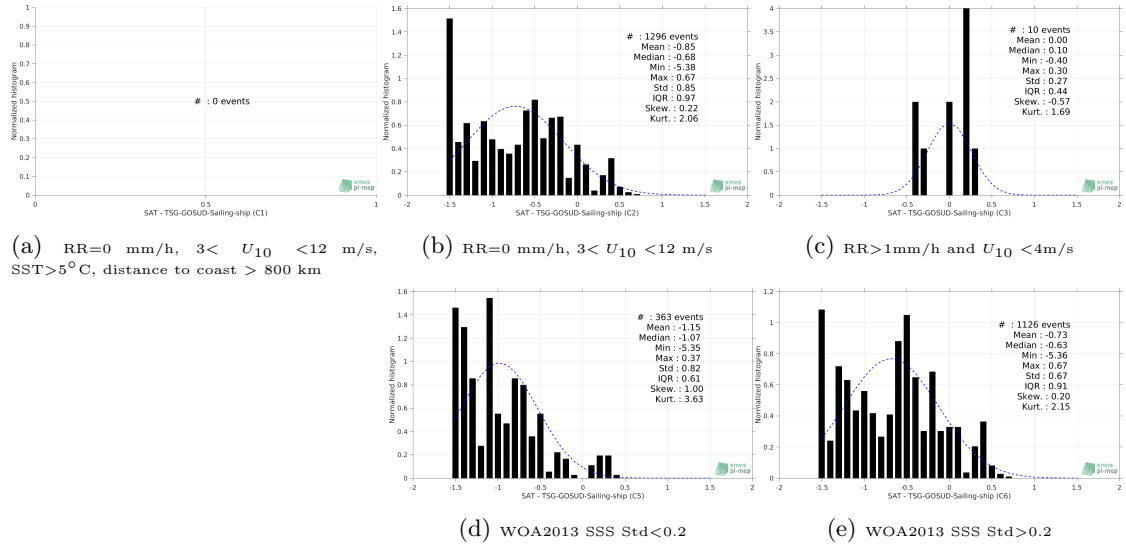 1
0.9
0.8
0.7
0.6
0.5
0.4
0.3
0.2
0.1
0
0
0.5
1
Normalized histogram
# : 0 events
SAT - TSG-GOSUD-Sailing-ship (C1)
smos
pi-mep
(a) RR=0 mm/h, 3< U10 <12 m/s,
SST>5°C, distance to coast > 800 km
1.6
1.4
1.2
1
0.8
0.6
0.4
0.2
0
-2
-1.5
-1
-0.5
0
0.5
1
1.5
2
Normalized histogram
# : 1296 events
Mean : -0.85
Median : -0.68
Min : -5.38
Max : 0.67
Std : 0.85
IQR : 0.97
Skew. : 0.22
Kurt. : 2.06
SAT - TSG-GOSUD-Sailing-ship (C2)
smos
pi-mep
(b) RR=0 mm/h, 3< U10 <12 m/s
4
3.5
3
2.5
2
1.5
1
0.5
0
-2
-1.5
-1
-0.5
0
0.5
1
1.5
2
Normalized histogram
# : 10 events
Mean : 0.00
Median : 0.10
Min : -0.40
Max : 0.30
Std : 0.27
IQR : 0.44
Skew. : -0.57
Kurt. : 1.69
SAT - TSG-GOSUD-Sailing-ship (C3)
smos
pi-mep
(c) RR>1mm/h and U10 <4m/s
1.6
1.4
1.2
1
0.8
0.6
0.4
0.2
0
-2
-1.5
-1
-0.5
0
0.5
1
1.5
2
Normalized histogram
# : 363 events
Mean : -1.15
Median : -1.07
Min : -5.35
Max : 0.37
Std : 0.82
IQR : 0.61
Skew. : 1.00
Kurt. : 3.63
SAT - TSG-GOSUD-Sailing-ship (C5)
smos
pi-mep
(d) WOA2013 SSS Std<0.2
1.2
1
0.8
0.6
0.4
0.2
0
-2
-1.5
-1
-0.5
0
0.5
1
1.5
2
Normalized histogram
# : 1126 events
Mean : -0.73
Median : -0.63
Min : -5.36
Max : 0.67
Std : 0.67
IQR : 0.91
Skew. : 0.20
Kurt. : 2.15
SAT - TSG-GOSUD-Sailing-ship (C6)
smos
pi-mep
(e) WOA2013 SSS Std>0.2